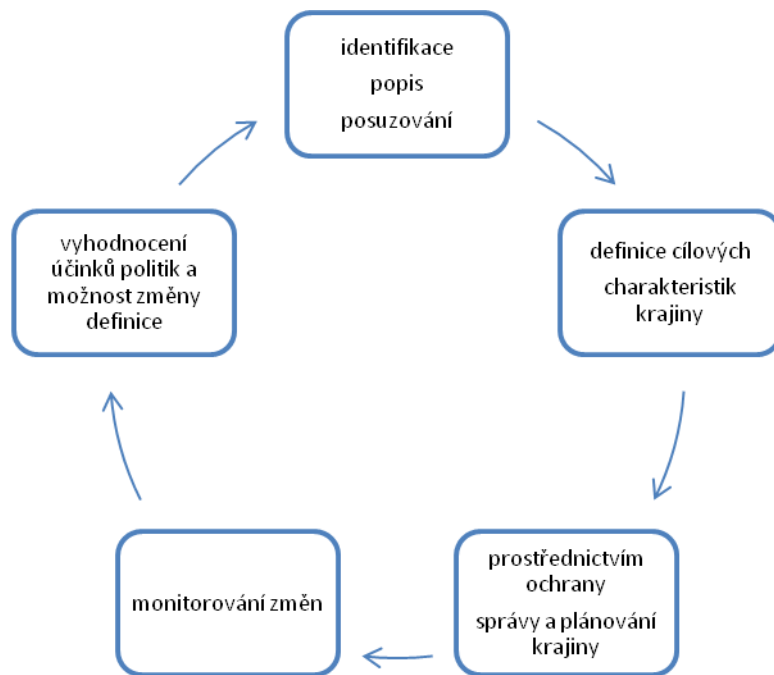 identifikace
popis
posuzování
definice cílových
charakteristik
krajiny
prostřednictvím
ochrany
správy a plánování
krajiny
monitorování změn
vyhodnocení
účinků politik a
možnost změny
definice